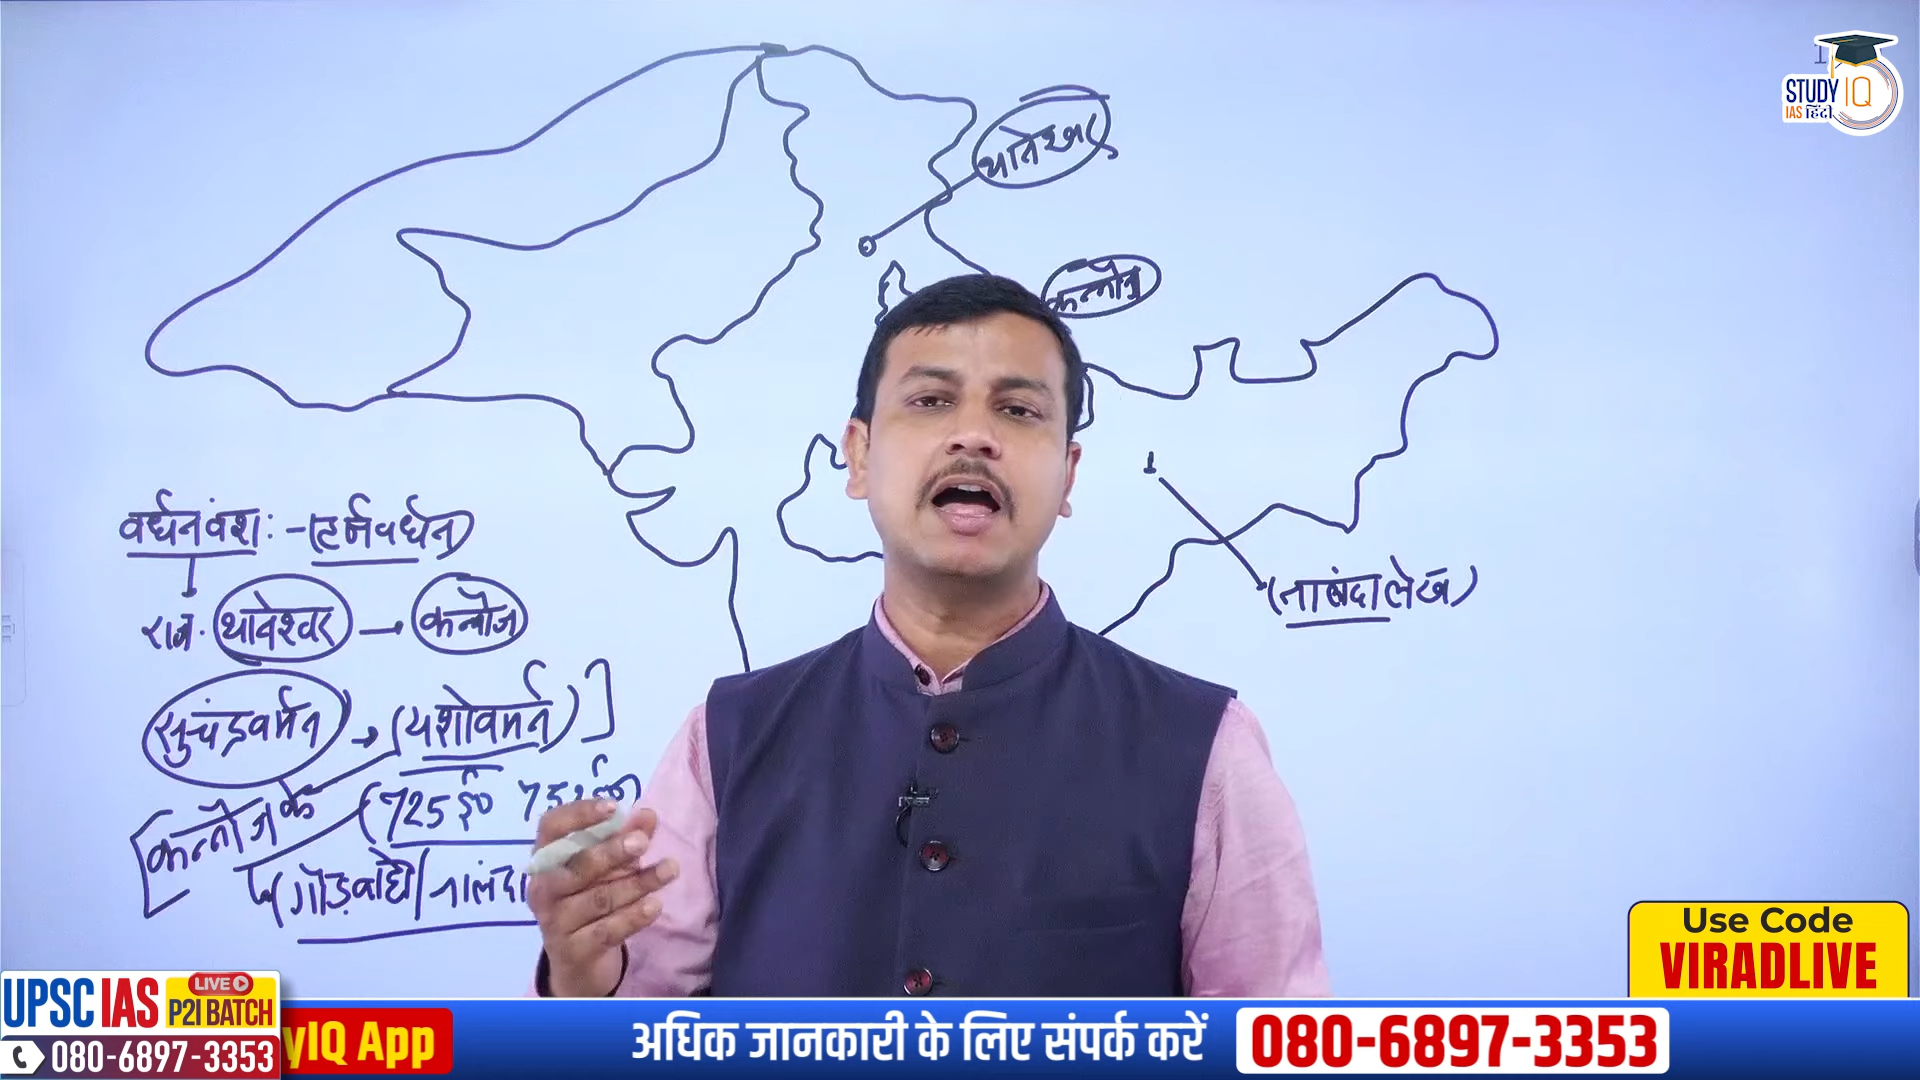 STUDY IQ
IAS हिंदी
थानेश्वर
कन्नौज
वर्धनवंश: - (हर्षवर्धन)
राज. थानेश्वर → कन्नौज
(नालंदा लेख)
सुचंद्रवर्मन → (यशोवर्मन)]
[कन्नौज के (725 ई० 752 ई०)
(गोड़वाहो/नालंदा
Use Code
VIRADLIVE
UPSC IAS LIVE P2I BATCH
080-6897-3353
yIQ App
अधिक जानकारी के लिए संपर्क करें 080-6897-3353